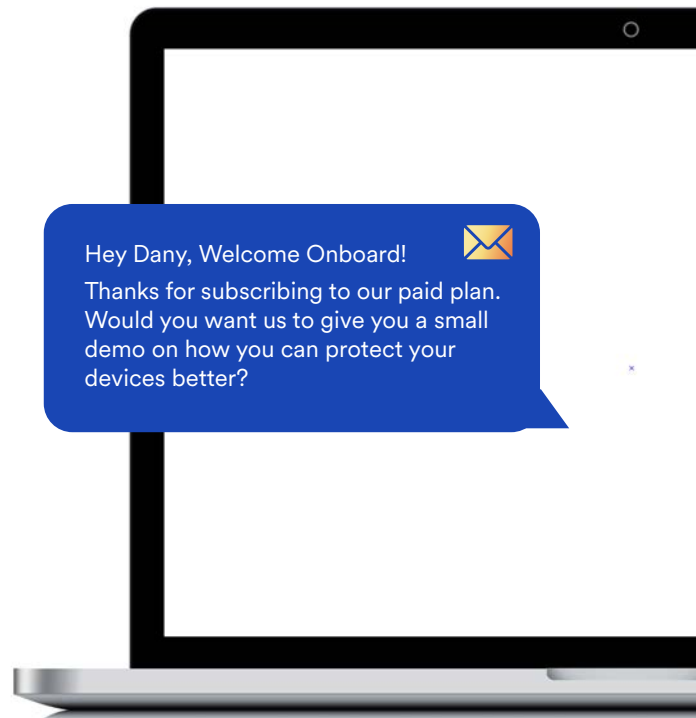 Hey Dany, Welcome Onboard!
Thanks for subscribing to our paid plan.
Would you want us to give you a small
demo on how you can protect your
devices better?